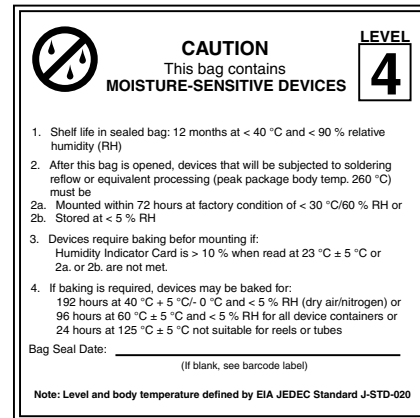 LEVEL
CAUTION
This bag contains
MOISTURE-SENSITIVE DEVICES
4
1. Shelf life in sealed bag: 12 months at < 40 °C and < 90 % relative
humidity (RH)
2. After this bag is opened, devices that will be subjected to soldering
reflow or equivalent processing (peak package body temp. 260 °C)
must be
2a. Mounted within 72 hours at factory condition of < 30 °C/60 % RH or
2b. Stored at < 5 % RH
3. Devices require baking befor mounting if:
Humidity Indicator Card is > 10 % when read at 23 °C ± 5 °C or
2a. or 2b. are not met.
4. If baking is required, devices may be baked for:
192 hours at 40 °C + 5 °C/- 0 °C and < 5 % RH (dry air/nitrogen) or
96 hours at 60 °C ± 5 °C and < 5 % RH for all device containers or
24 hours at 125 °C ± 5 °C not suitable for reels or tubes
Bag Seal Date:
(If blank, see barcode label)
Note: Level and body temperature defined by EIA JEDEC Standard J-STD-020